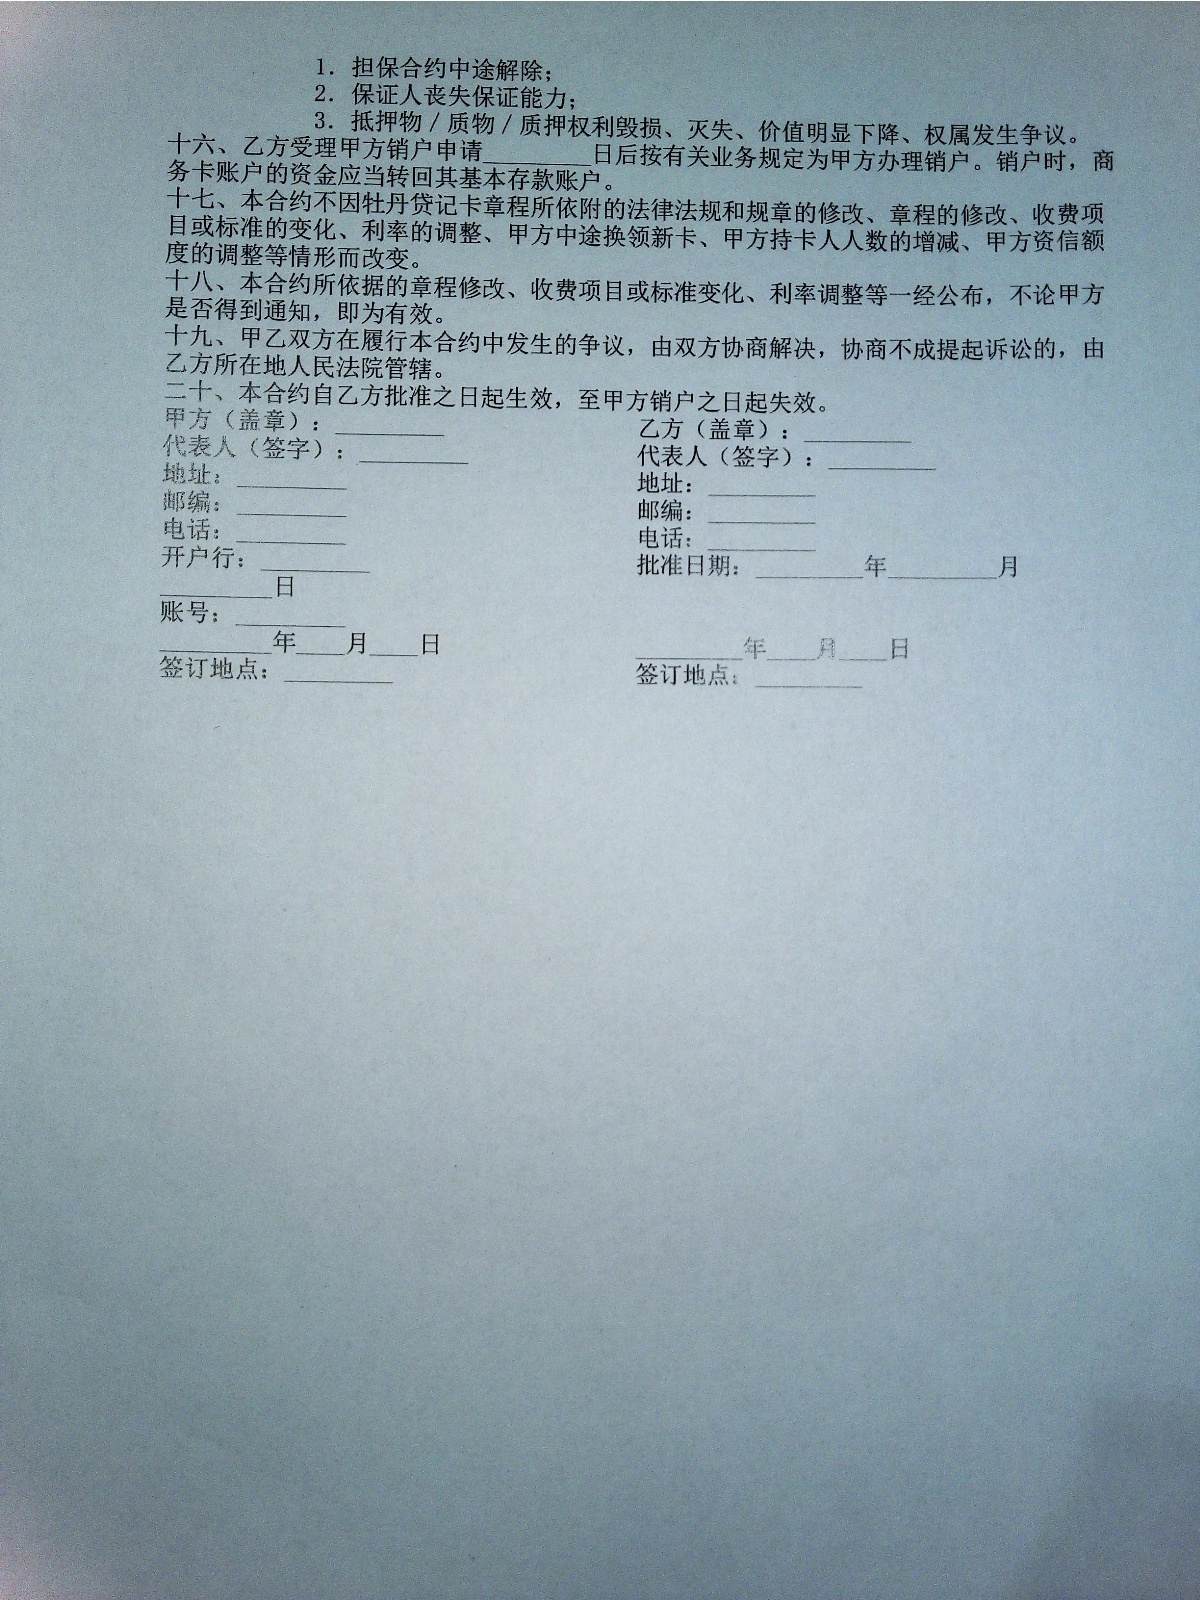 1．担保合约中途解除；
2．保证人丧失保证能力；
3．抵押物／质物／质押权利毁损、灭失、价值明显下降、权属发生争议。
十六、乙方受理甲方销户申请_________日后按有关业务规定为甲方办理销户。销户时，商
务卡账户的资金应当转回其基本存款账户。
十七、本合约不因牡丹贷记卡章程所依附的法律法规和规章的修改、章程的修改、收费项
目或标准的变化、利率的调整、甲方中途换领新卡、甲方持卡人人数的增减、甲方资信额
度的调整等情形而改变。
十八、本合约所依据的章程修改、收费项目或标准变化、利率调整等一经公布，不论甲方
是否得到通知，即为有效。
十九、甲乙双方在履行本合约中发生的争议，由双方协商解决，协商不成提起诉讼的，由
乙方所在地人民法院管辖。
二十、本合约自乙方批准之日起生效，至甲方销户之日起失效。
甲方（盖章）：_________ 乙方（盖章）：_________
代表人（签字）：_________ 代表人（签字）：_________
地址：_________ 地址：_________
邮编：_________ 邮编：_________
电话：_________ 电话：_________
开户行：_________ 批准日期：_________年_________月
_________日
账号：_________
_________年____月____日 _________年____月____日
签订地点：_________ 签订地点：_________